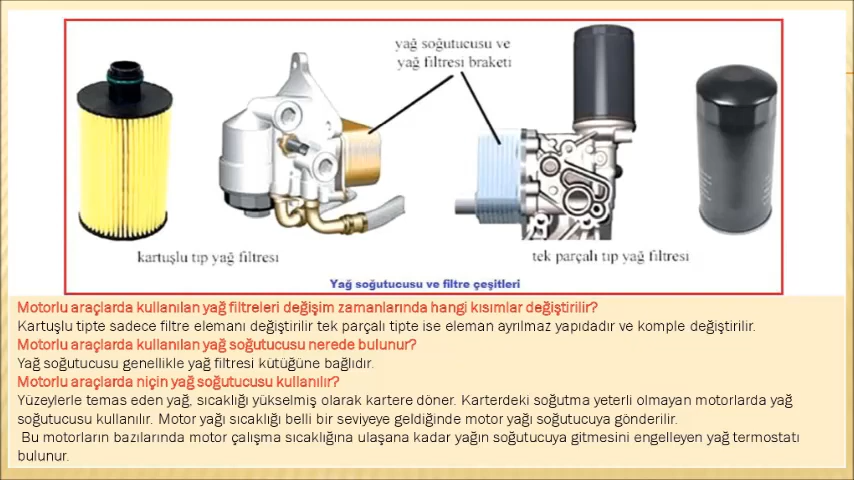 yağ soğutucusu ve
yağ filtresi braketi
kartuşlu tıp yağ filtresı
tek parçalı tıp yağ fıltresi
Yağ soğutucusu ve filtre çeşitleri
Motorlu araçlarda kullanılan yağ filtreleri değişim zamanlarında hangi kısımlar değiştirilir?
Kartuşlu tipte sadece filtre elemanı değiştirilir tek parçalı tipte ise eleman ayrılmaz yapıdadır ve komple değiştirilir.
Motorlu araçlarda kullanılan yağ soğutucusu nerede bulunur?
Yağ soğutucusu genellikle yağ filtresi kütüğüne bağlıdır.
Motorlu araçlarda niçin yağ soğutucusu kullanılır?
Yüzeylerle temas eden yağ, sıcaklığı yükselmiş olarak kartere döner. Karterdeki soğutma yeterli olmayan motorlarda yağ
soğutucusu kullanılır. Motor yağı sıcaklığı belli bir seviyeye geldiğinde motor yağı soğutucuya gönderilir.
Bu motorların bazılarında motor çalışma sıcaklığına ulaşana kadar yağın soğutucuya gitmesini engelleyen yağ termostatı
bulunur.